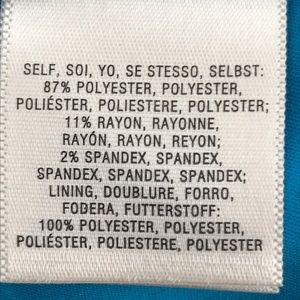 SELF, SOI, YO, SE STESSO, SELBST:
87% POLYESTER, POLYESTER,
POLIÉSTER, POLIESTERE, POLYESTER;
11% RAYON, RAYONNE,
RAYÓN, RAYON, REYON;
2% SPANDEX, SPANDEX,
SPANDEX, SPANDEX, SPANDEX;
LINING, DOUBLURE, FORRO,
FODERA, FUTTERSTOFF:
100% POLYESTER, POLYESTER,
POLIÉSTER, POLIESTERE, POLYESTER